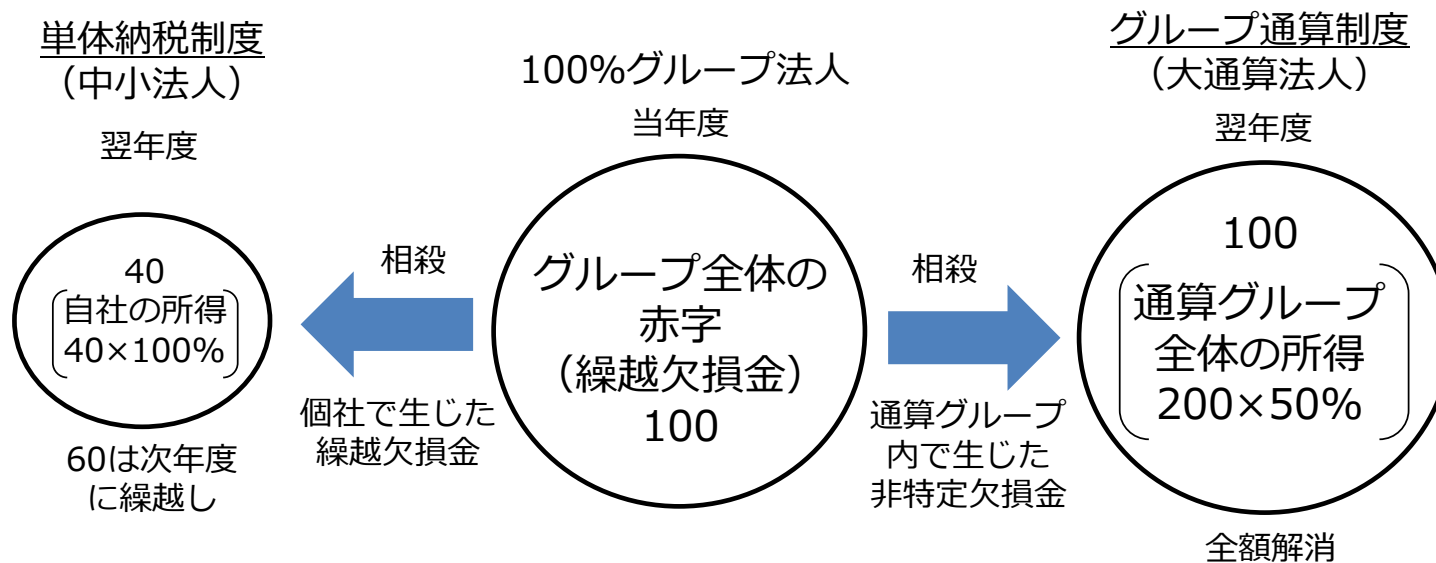 単体納税制度
（中小法人）
翌年度
40
自社の所得
40×100%
60は次年度
に繰越し
相殺
個社で生じた
繰越欠損金
100%グループ法人
当年度
グループ全体の
赤字
（繰越欠損金）
100
相殺
通算グループ
内で生じた
非特定欠損金
グループ通算制度
（大通算法人）
翌年度
100
通算グループ
全体の所得
200×50%
全額解消